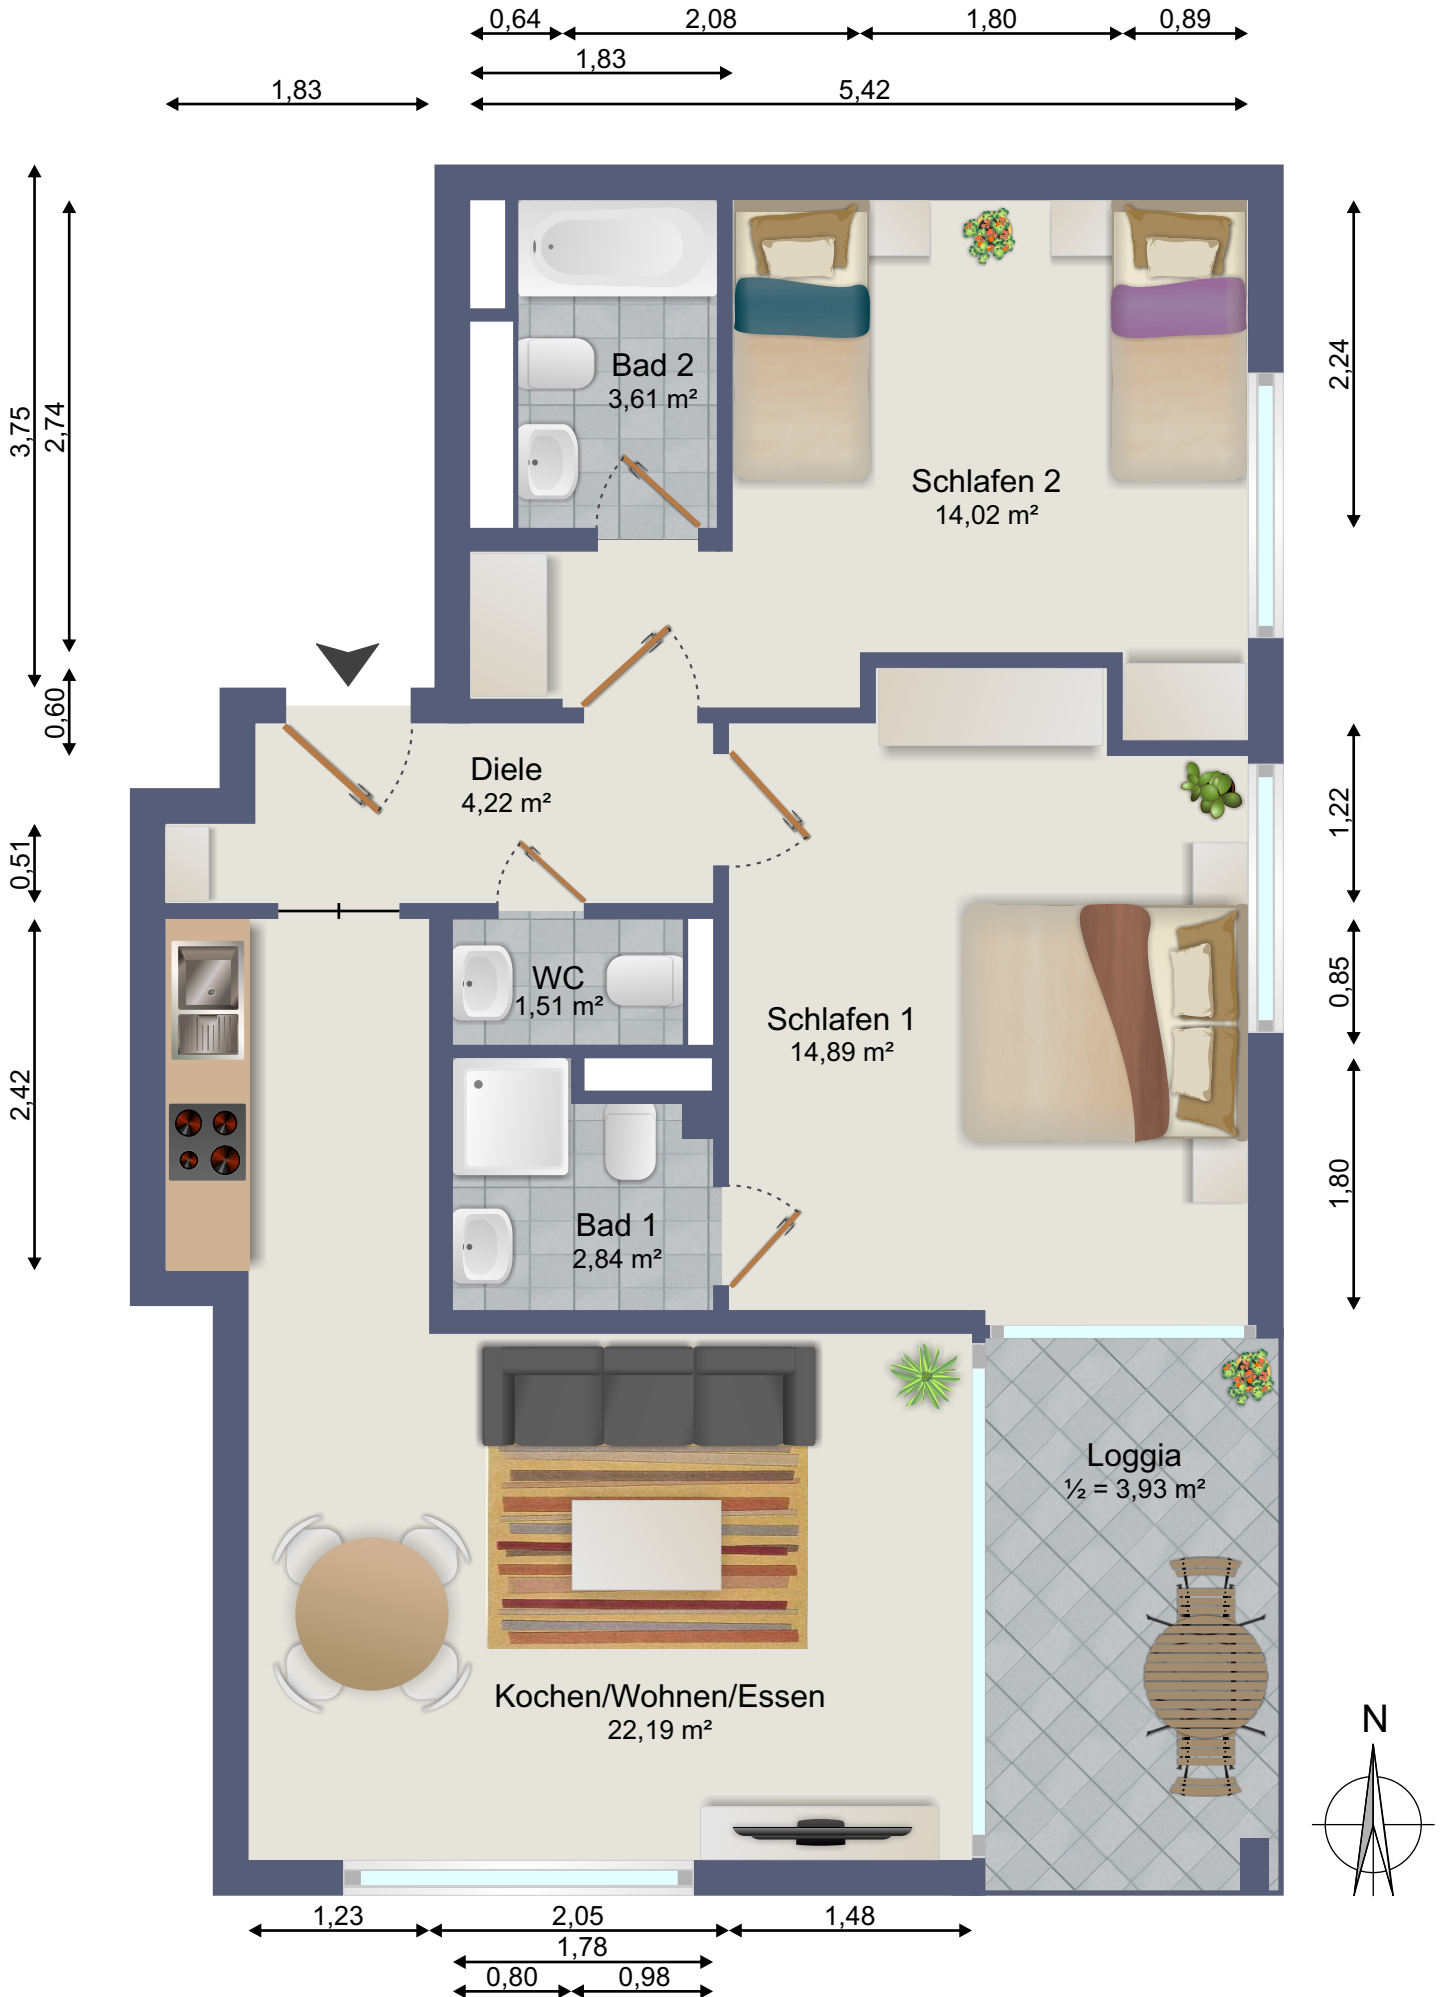 0,64
2,08
1,80
0,89
1,83
1,83
5,42
3,75
2,74
2,24
Bad 2
3,61 m²
Schlafen 2
14,02 m²
0,60
Diele
4,22 m²
0,51
1,22
WC
1,51 m²
0,85
Schlafen 1
14,89 m²
2,42
1,80
Bad 1
2,84 m²
Loggia
½ = 3,93 m²
Kochen/Wohnen/Essen
22,19 m²
N
1,23
2,05
1,48
1,78
0,80
0,98